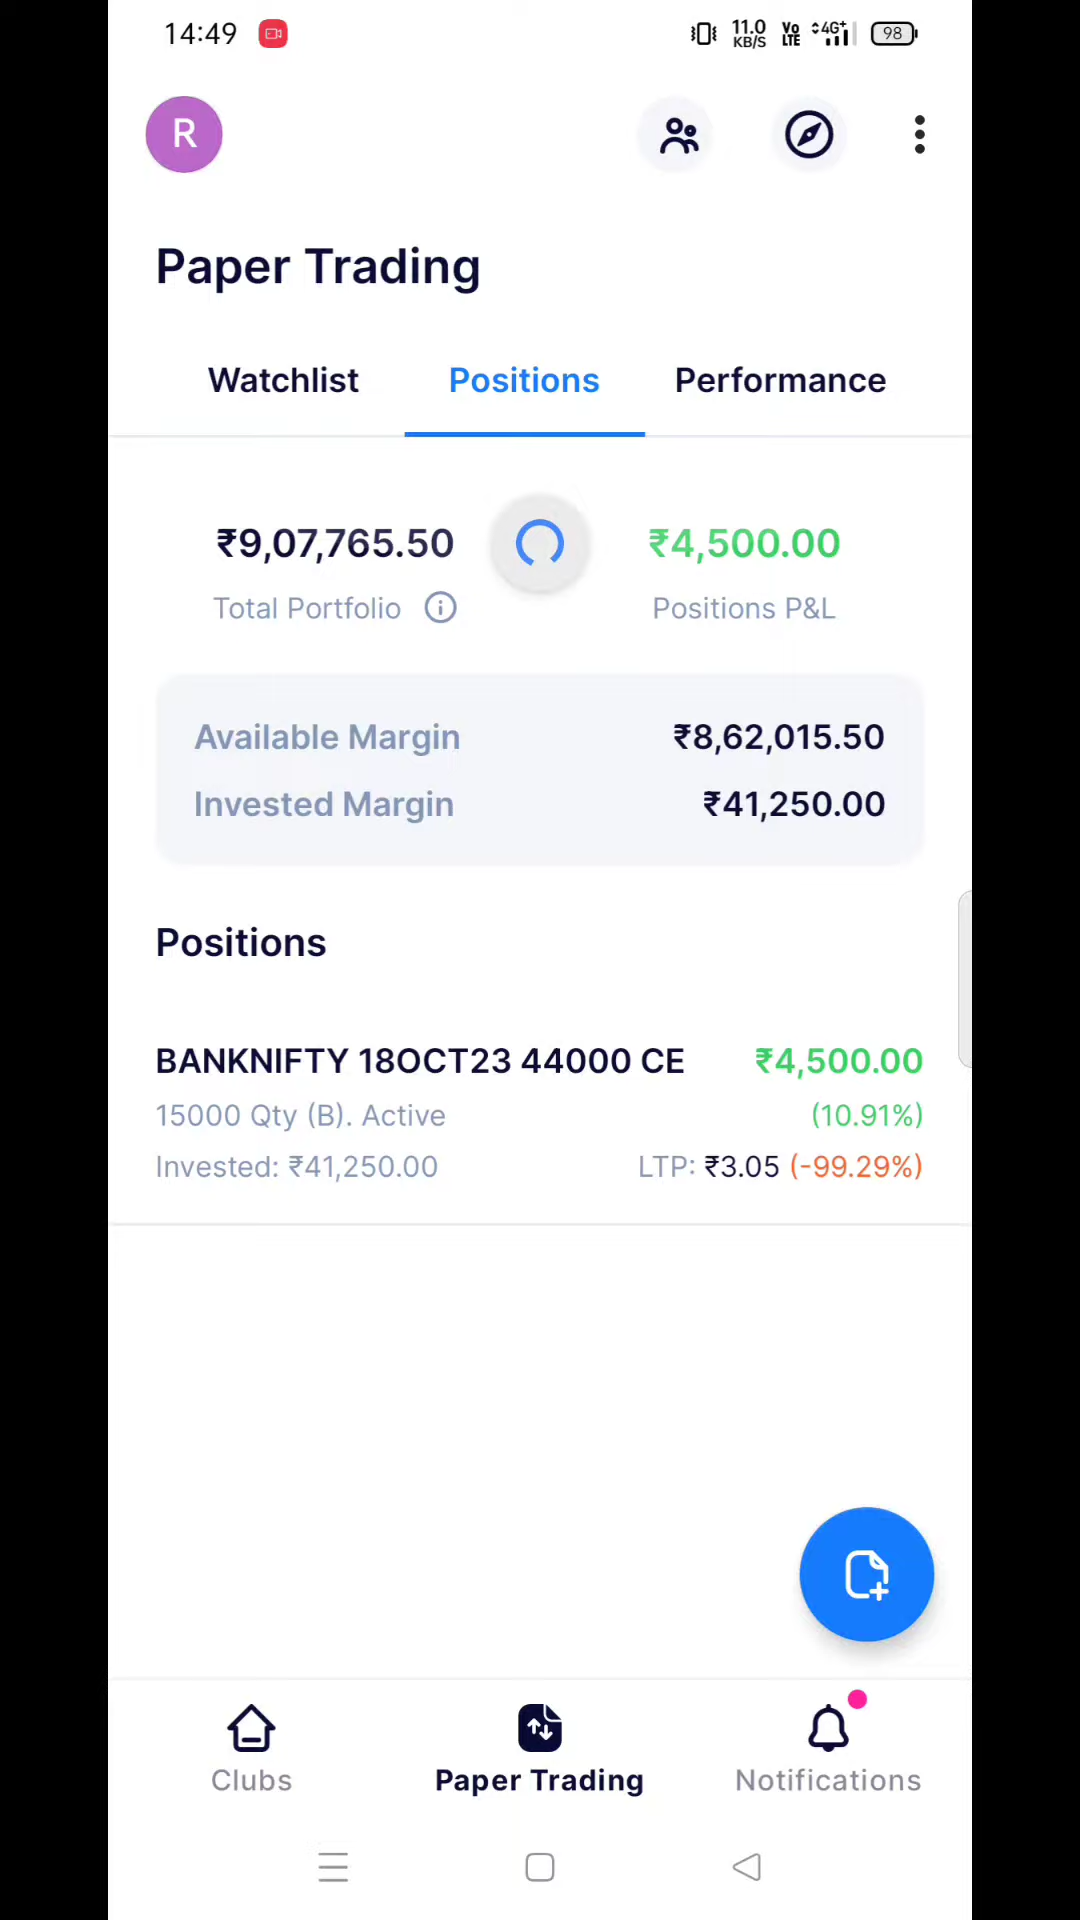 14:49
11.0 KB/S
Vo LTE
4G+
98
R
Paper Trading
Watchlist Positions Performance
₹9,07,765.50 ₹4,500.00
Total Portfolio Positions P&L
Available Margin ₹8,62,015.50
Invested Margin ₹41,250.00
Positions
BANKNIFTY 18OCT23 44000 CE ₹4,500.00
15000 Qty (B). Active (10.91%)
Invested: ₹41,250.00 LTP: ₹3.05 (-99.29%)
Clubs Paper Trading Notifications